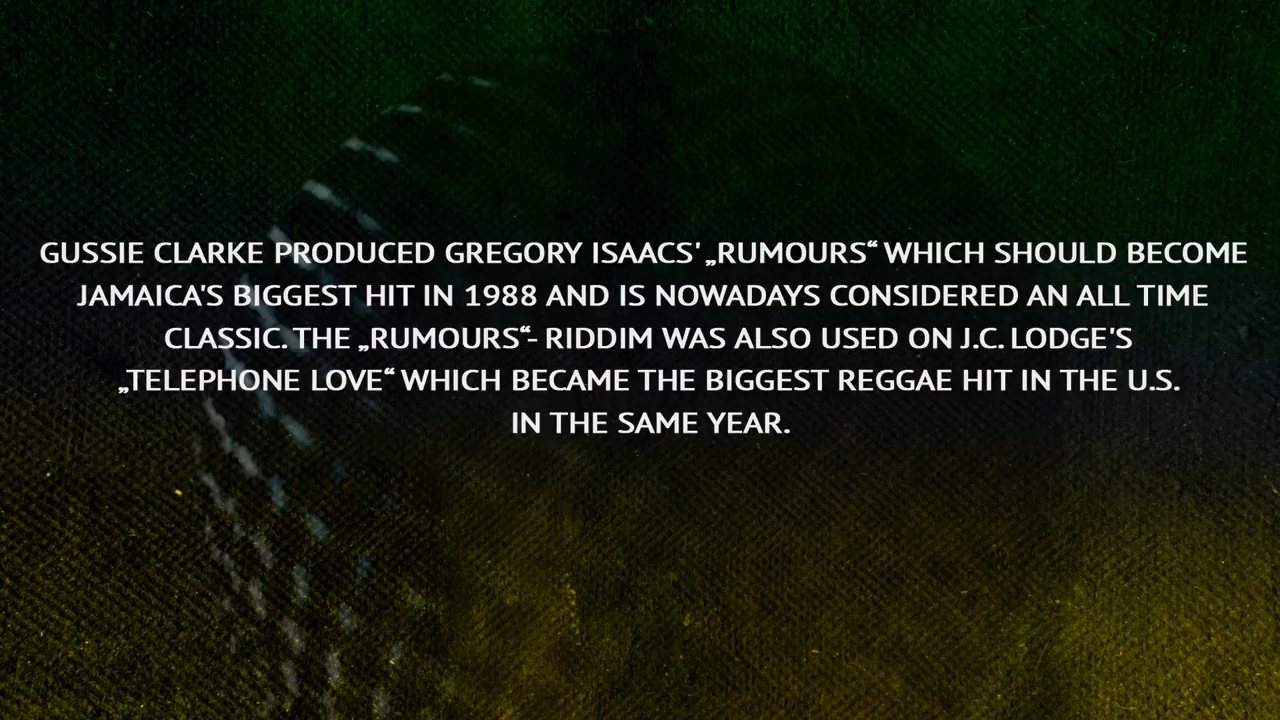 GUSSIE CLARKE PRODUCED GREGORY ISAACS' „RUMOURS“ WHICH SHOULD BECOME
JAMAICA'S BIGGEST HIT IN 1988 AND IS NOWADAYS CONSIDERED AN ALL TIME
CLASSIC. THE „RUMOURS“- RIDDIM WAS ALSO USED ON J.C. LODGE'S
„TELEPHONE LOVE“ WHICH BECAME THE BIGGEST REGGAE HIT IN THE U.S.
IN THE SAME YEAR.